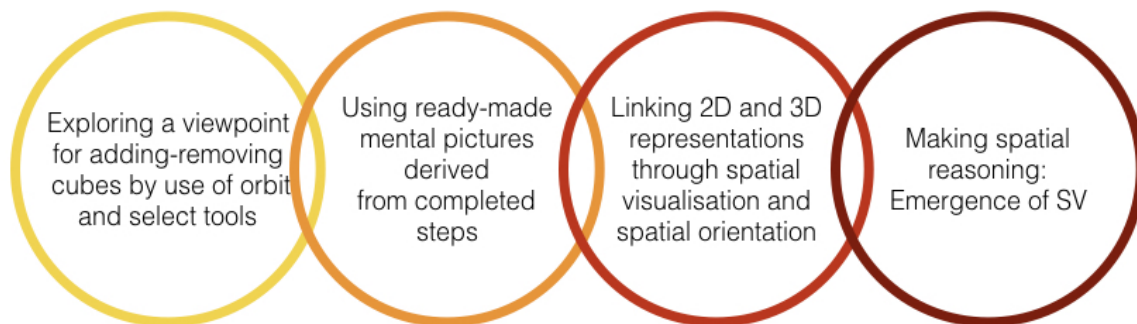 Exploring a viewpoint
for adding-removing
cubes by use of orbit
and select tools
Using ready-made
mental pictures
derived
from completed
steps
Linking 2D and 3D
representations
through spatial
visualisation and
spatial orientation
Making spatial
reasoning:
Emergence of SV